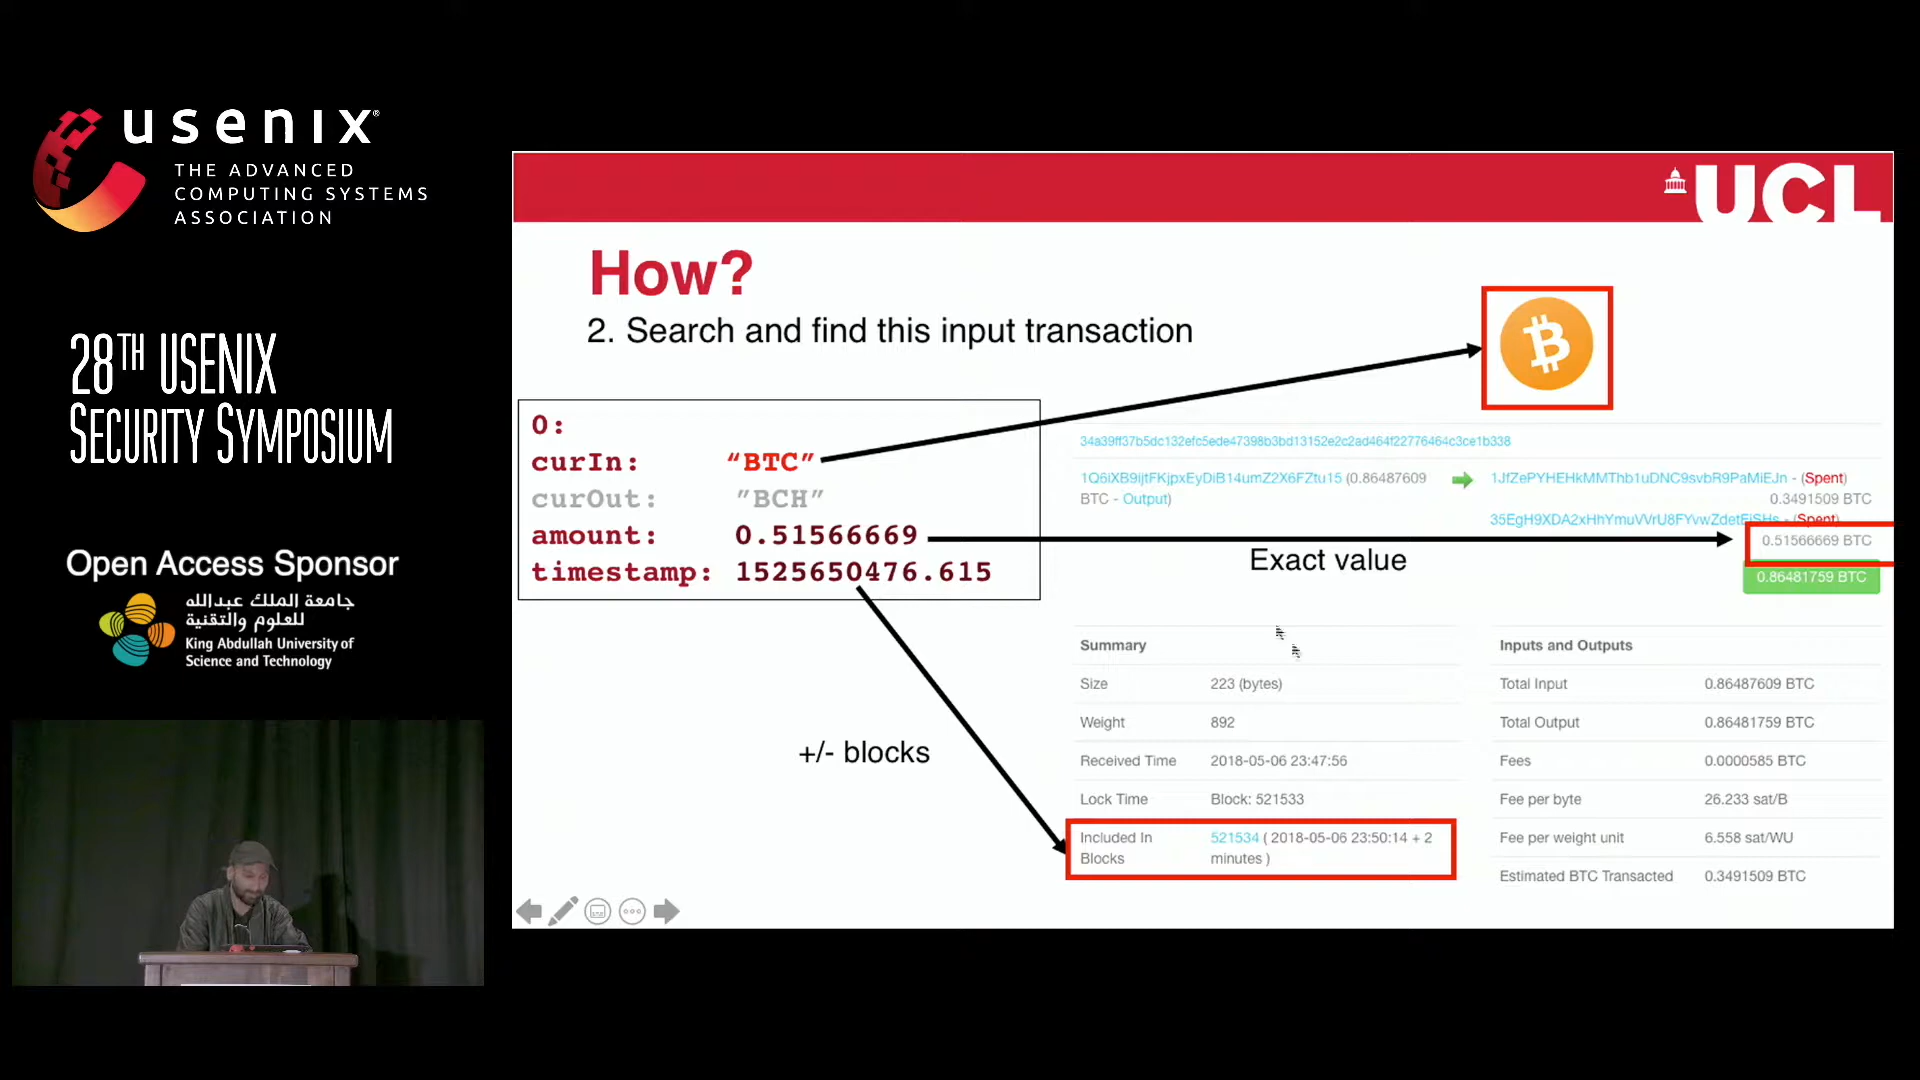 usenix®
THE ADVANCED
COMPUTING SYSTEMS
ASSOCIATION
28TH USENIX
SECURITY SYMPOSIUM
Open Access Sponsor
جامعة الملك عبدالله
للعلوم والتقنية
King Abdullah University of
Science and Technology
UCL
How?
2. Search and find this input transaction
0:
curIn: “BTC”
curOut: ”BCH”
amount: 0.51566669
timestamp: 1525650476.615
Exact value
+/- blocks
34a39ff37b5dc132efc5ede47398b3bd13152e2c2ad464f22776464c3ce1b338
1Q6iXB9ijtFKjpxEyDiB14umZ2X6FZtu15 (0.86487609
BTC - Output)
1JfZePYHEHkMMThb1uDNC9svbR9PaMiEJn - (Spent)
0.3491509 BTC
35EgH9XDA2xHhYmuVVrU8FYvwZdetEjSHs - (Spent)
0.51566669 BTC
0.86481759 BTC
Summary
Size 223 (bytes)
Weight 892
Received Time 2018-05-06 23:47:56
Lock Time Block: 521533
Included In 521534 ( 2018-05-06 23:50:14 + 2
Blocks minutes )
Inputs and Outputs
Total Input 0.86487609 BTC
Total Output 0.86481759 BTC
Fees 0.0000585 BTC
Fee per byte 26.233 sat/B
Fee per weight unit 6.558 sat/WU
Estimated BTC Transacted 0.3491509 BTC